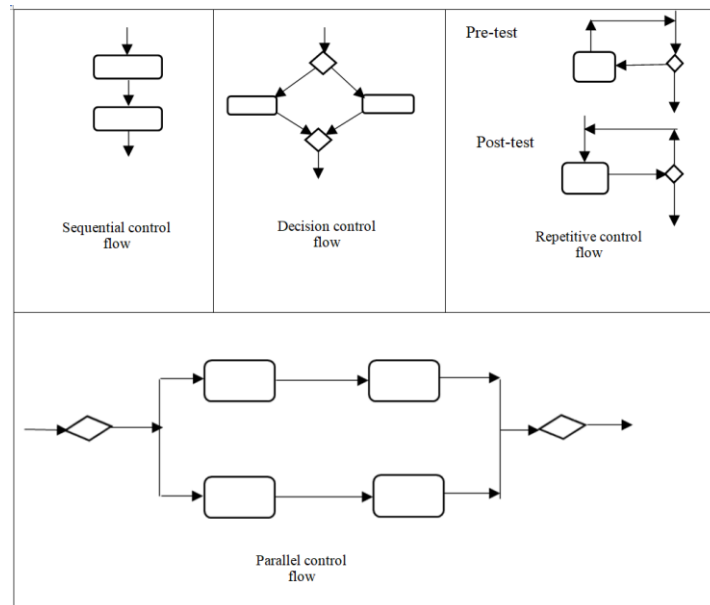 Pre-test
Post-test
Sequential control
flow
Decision control
flow
Repetitive control
flow
Parallel control
flow